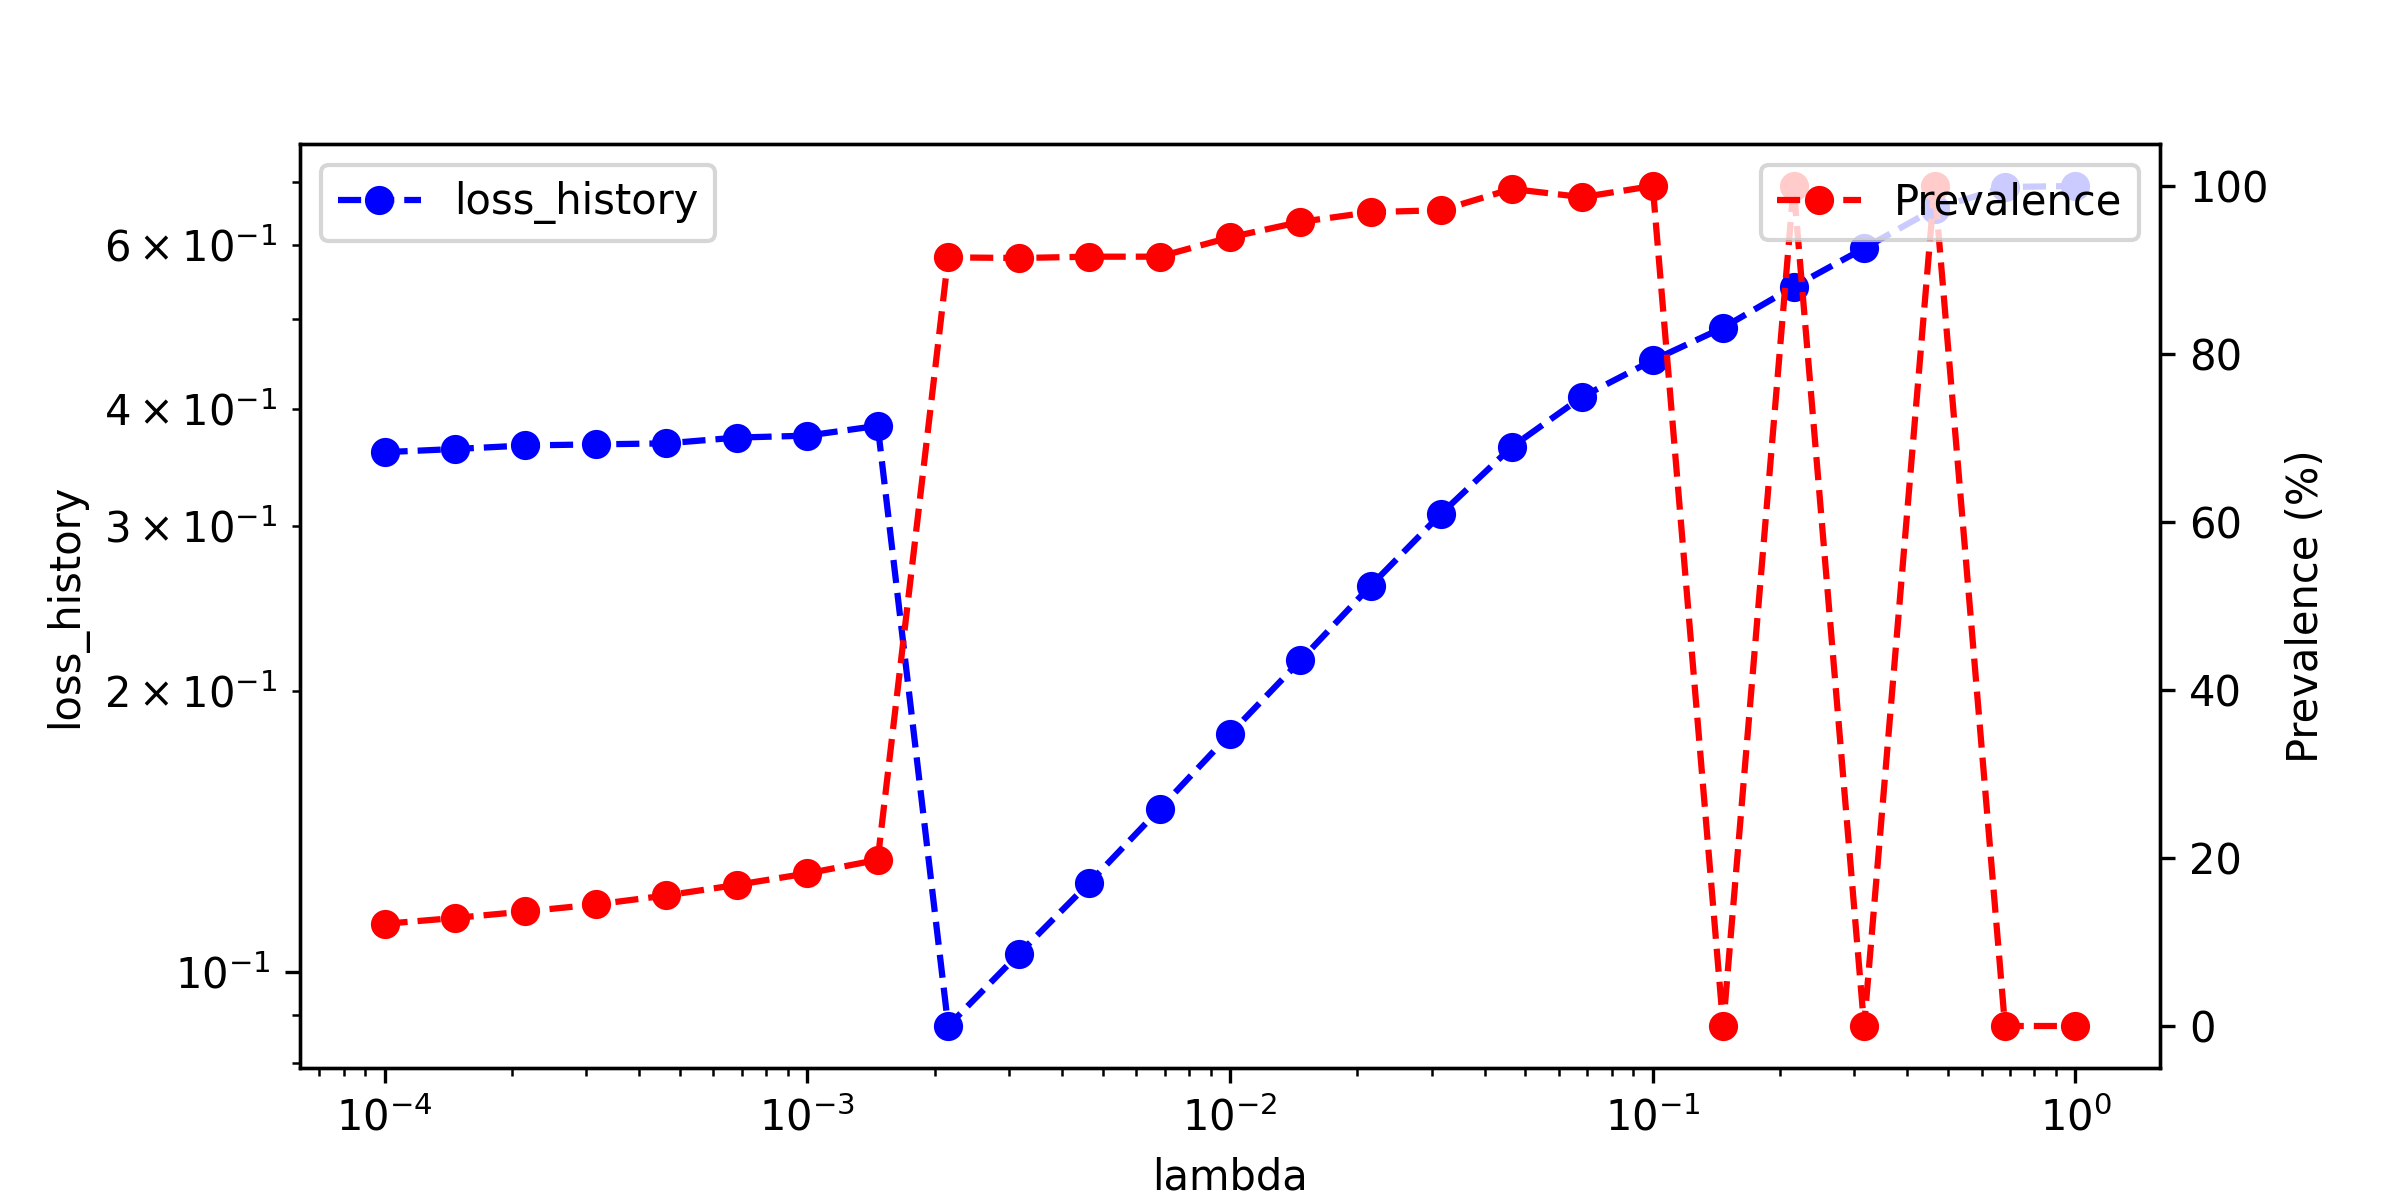 loss_history
Prevalence
6 × 10⁻¹
4 × 10⁻¹
3 × 10⁻¹
2 × 10⁻¹
10⁻¹
loss_history
100
80
60
40
20
0
Prevalence (%)
10⁻⁴ 10⁻³ 10⁻² 10⁻¹ 10⁰
lambda